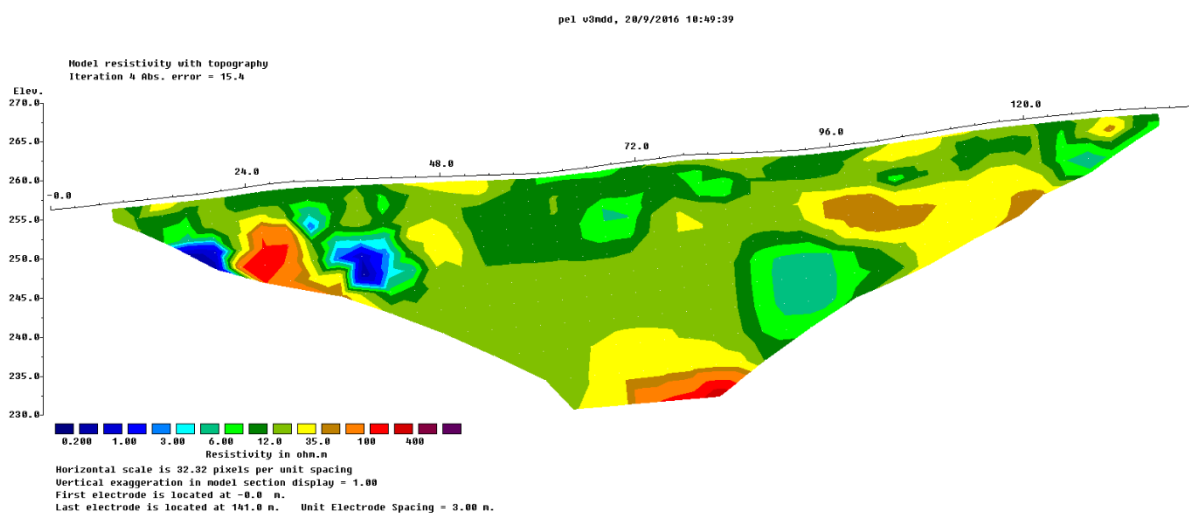 pel v3mdd, 20/9/2016 10:49:39
Model resistivity with topography
Iteration 4 Abs. error = 15.4
Elev.
270.0
120.0
265.0
96.0
72.0
48.0
24.0
260.0
-0.0
255.0
250.0
245.0
240.0
235.0
230.0
0.200 1.00 3.00 6.00 12.0 35.0 100 400
Resistivity in ohm.m
Horizontal scale is 32.32 pixels per unit spacing
Vertical exaggeration in model section display = 1.00
First electrode is located at -0.0 m.
Last electrode is located at 141.0 m. Unit Electrode Spacing = 3.00 m.